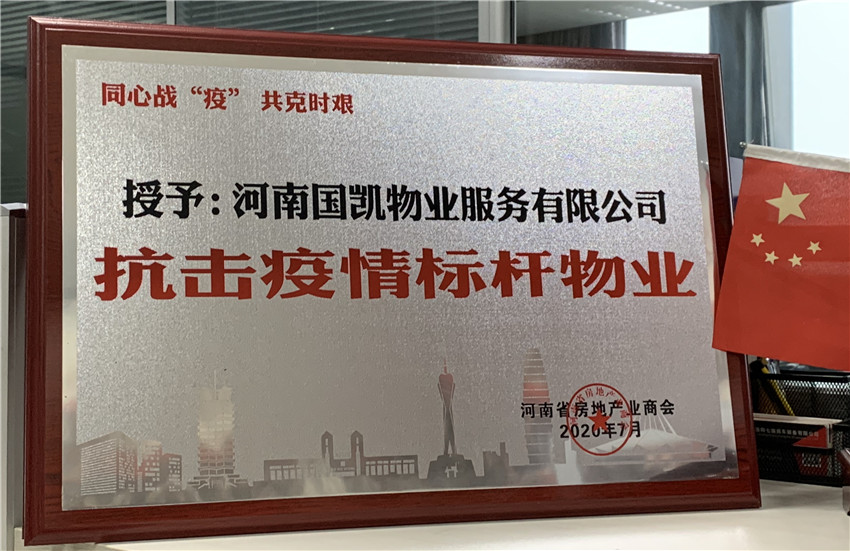 同心战“疫” 共克时艰
授予：河南国凯物业服务有限公司
抗击疫情标杆物业
河南省房地产业商会
2020年7月